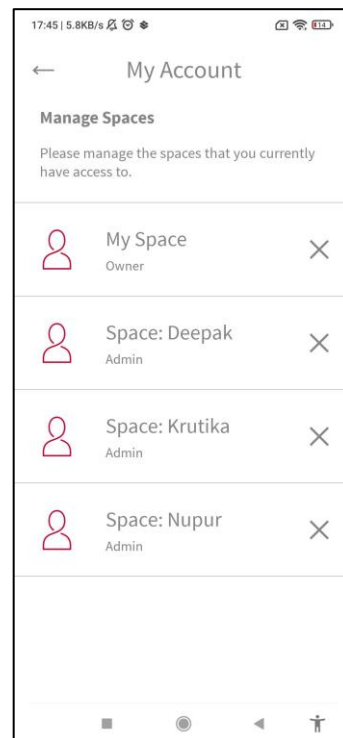 17:45 | 5.8KB/s
14
My Account
Manage Spaces
Please manage the spaces that you currently
have access to.
My Space
Owner
Space: Deepak
Admin
Space: Krutika
Admin
Space: Nupur
Admin